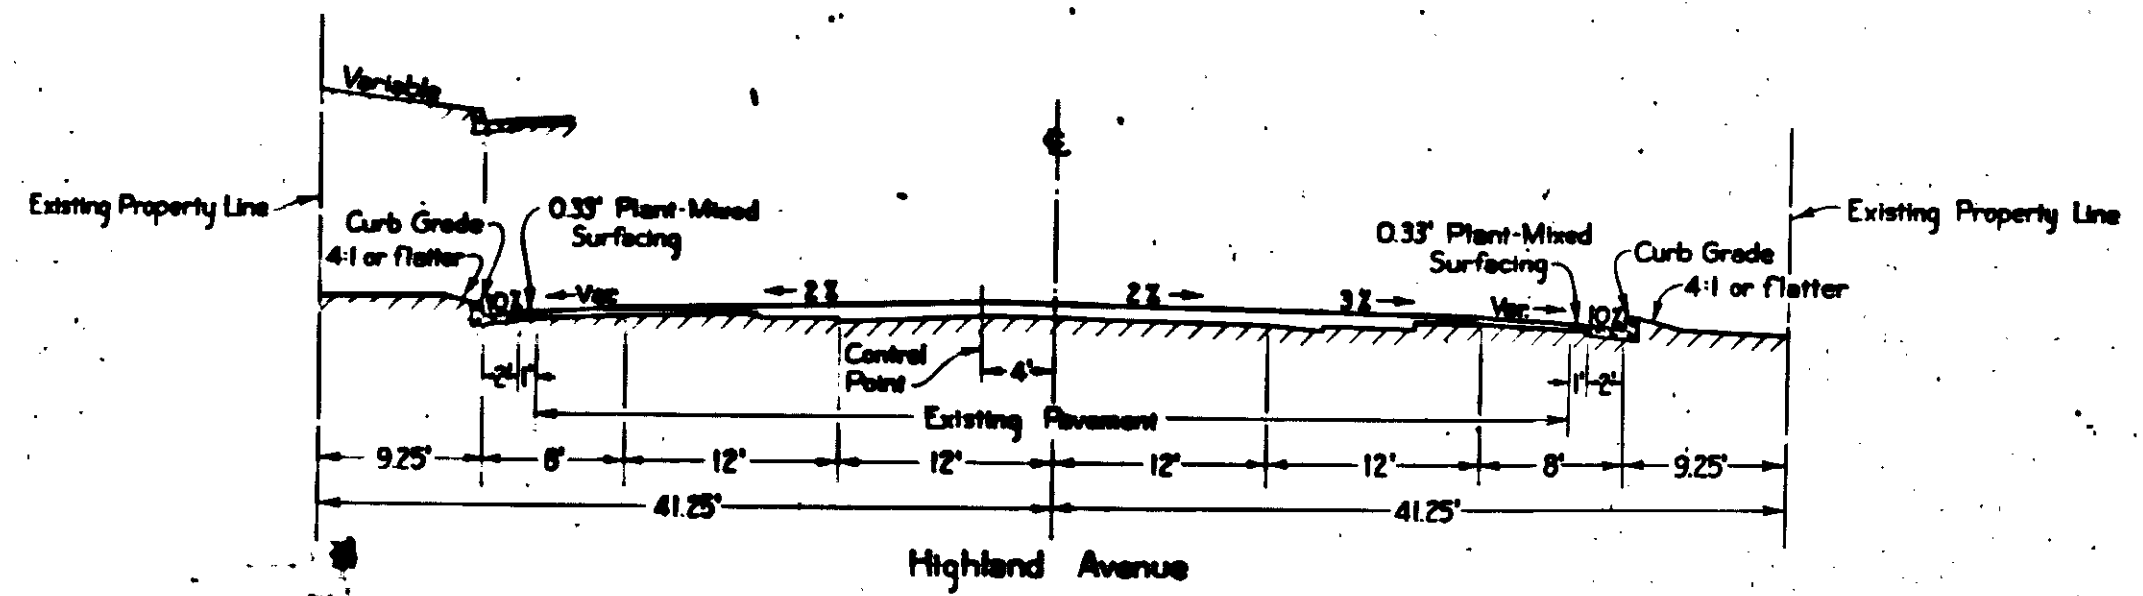 Variable
℄
Existing Property Line
Curb Grade
4:1 or flatter
0.33' Plant-Mixed
Surfacing
0.33' Plant-Mixed
Surfacing
Curb Grade
4:1 or flatter
Existing Property Line
10%
Var.
2%
2%
3%
Var.
10%
Control
Point
4'
2'
1'
1'
2'
Existing Pavement
9.25'
8'
12'
12'
12'
12'
8'
9.25'
41.25'
41.25'
Highland Avenue